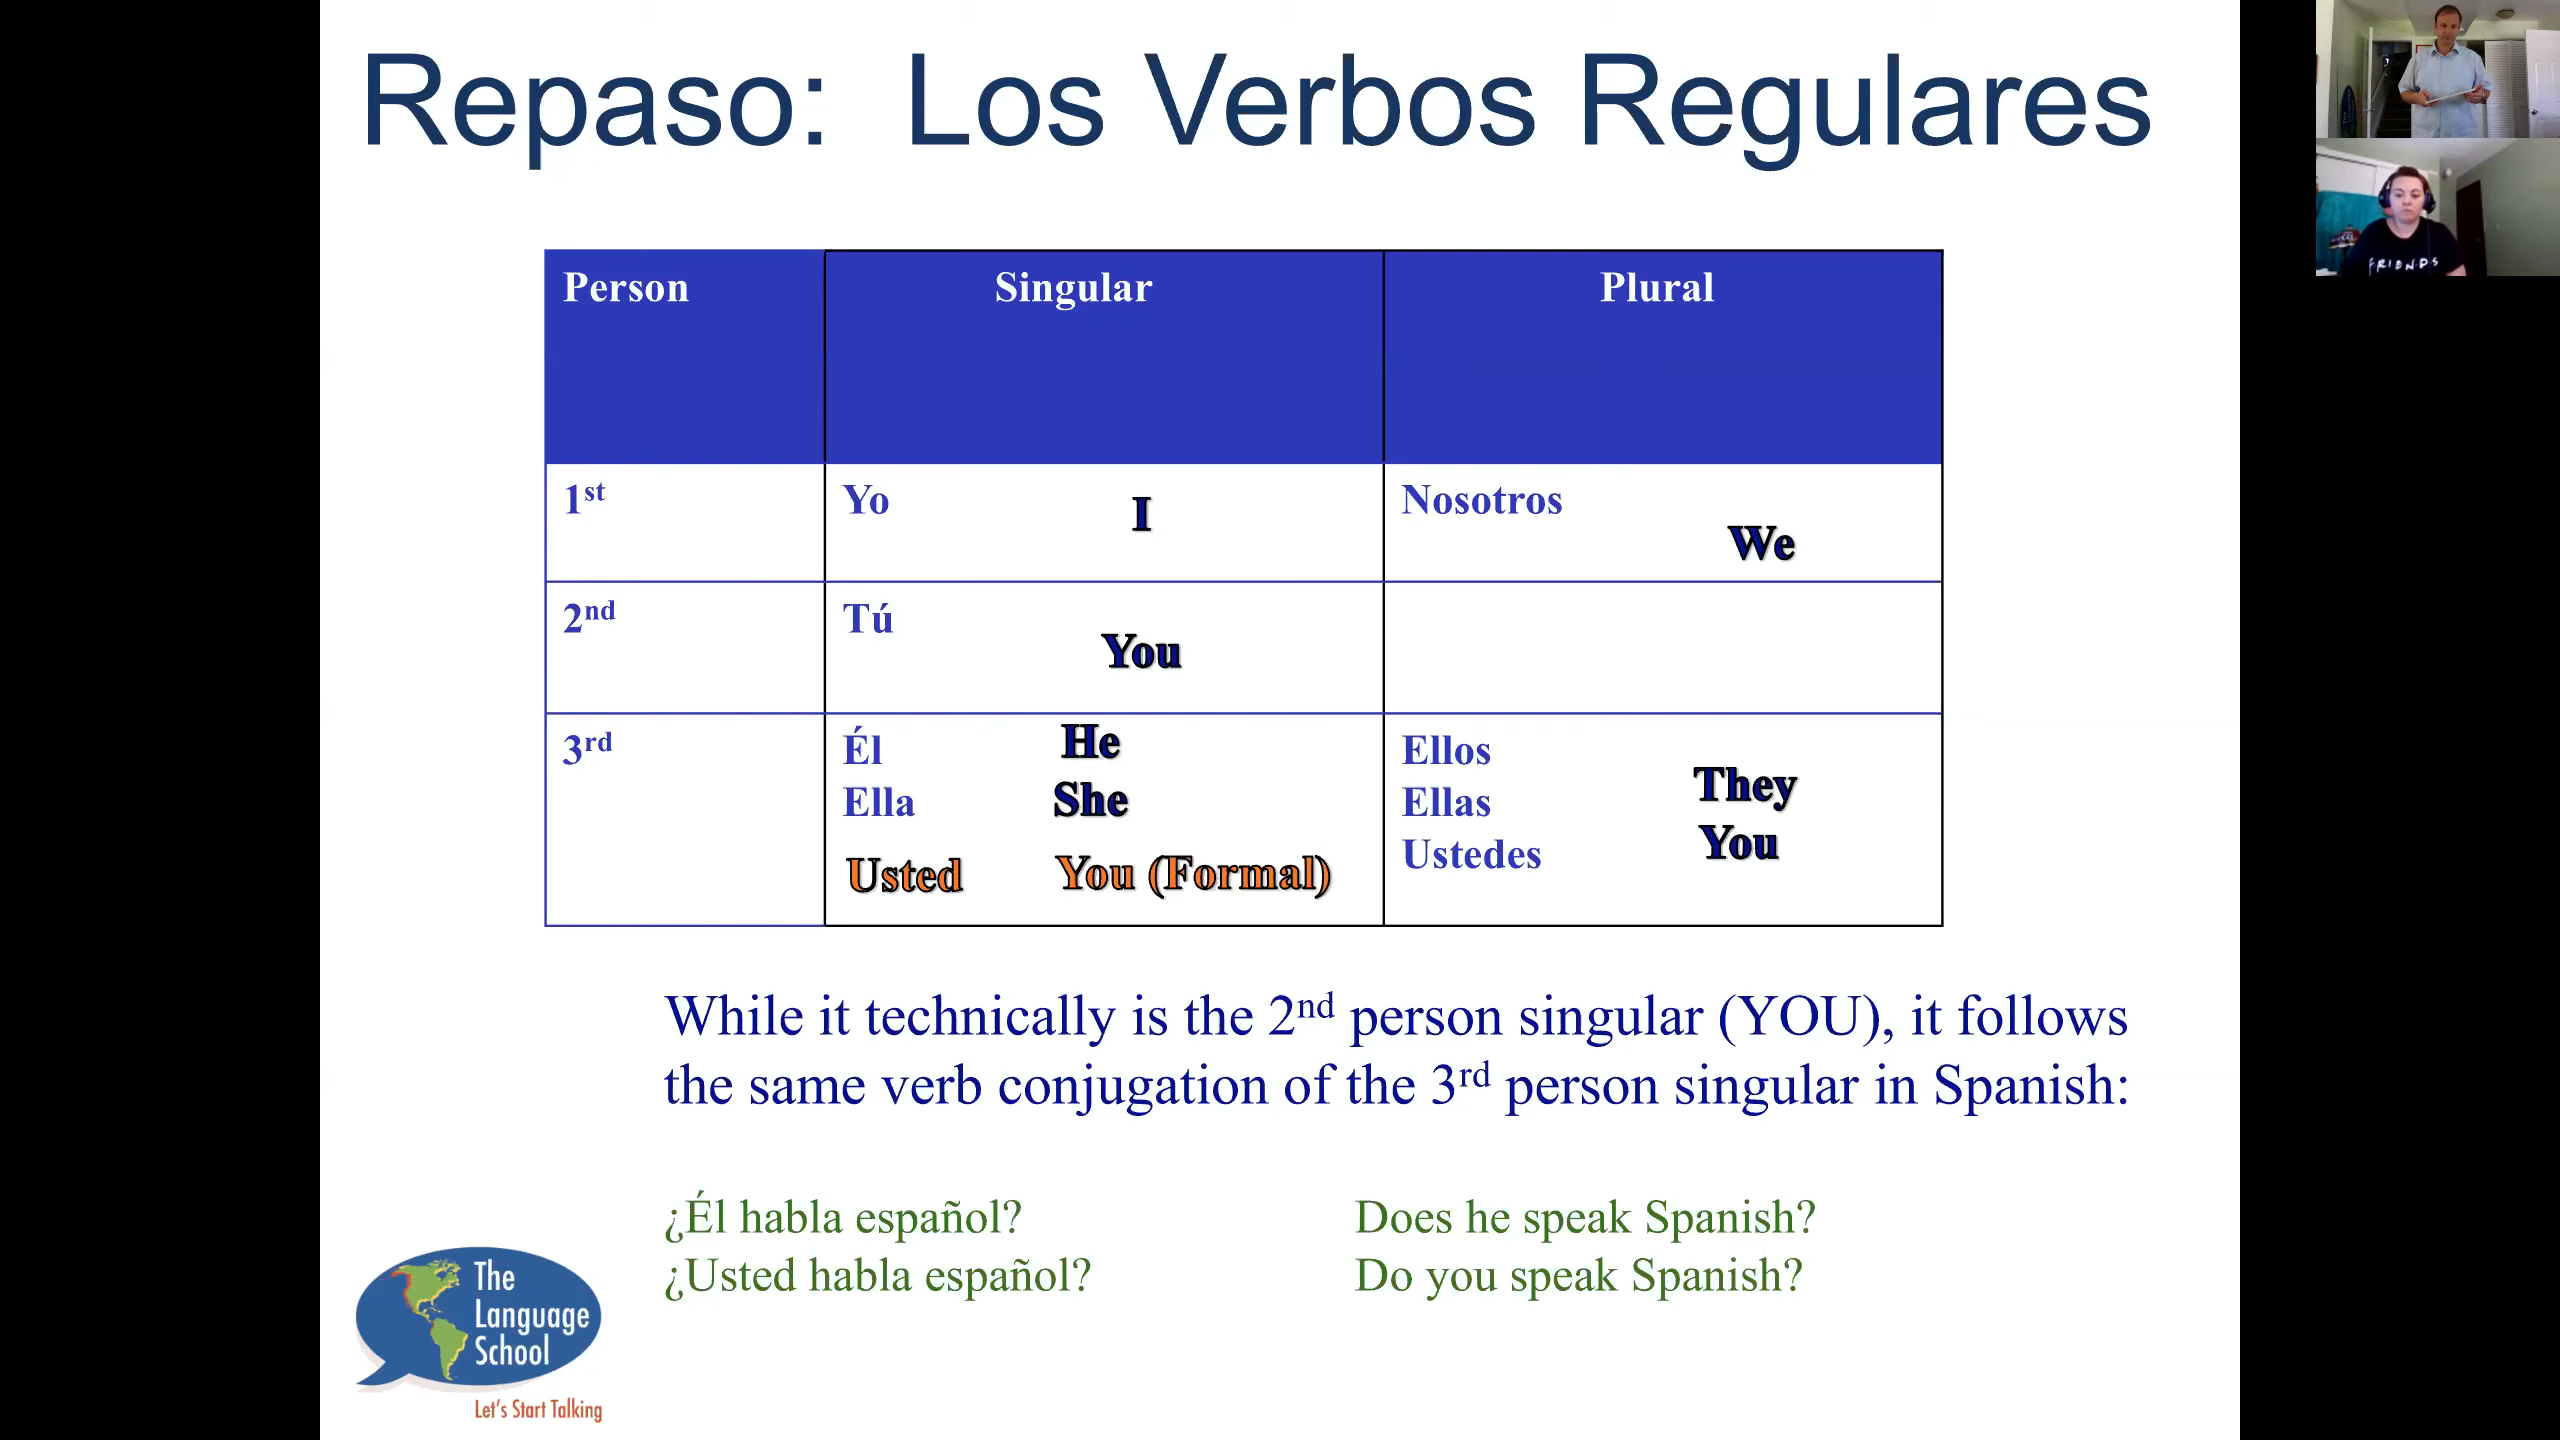 Repaso: Los Verbos Regulares
Person Singular Plural
1st Yo I Nosotros We
2nd Tú You
3rd Él He Ellos They
Ella She Ellas You
Usted You (Formal) Ustedes
While it technically is the 2nd person singular (YOU), it follows
the same verb conjugation of the 3rd person singular in Spanish:
¿Él habla español? Does he speak Spanish?
¿Usted habla español? Do you speak Spanish?
The
Language
School
Let's Start Talking
FRIENDS